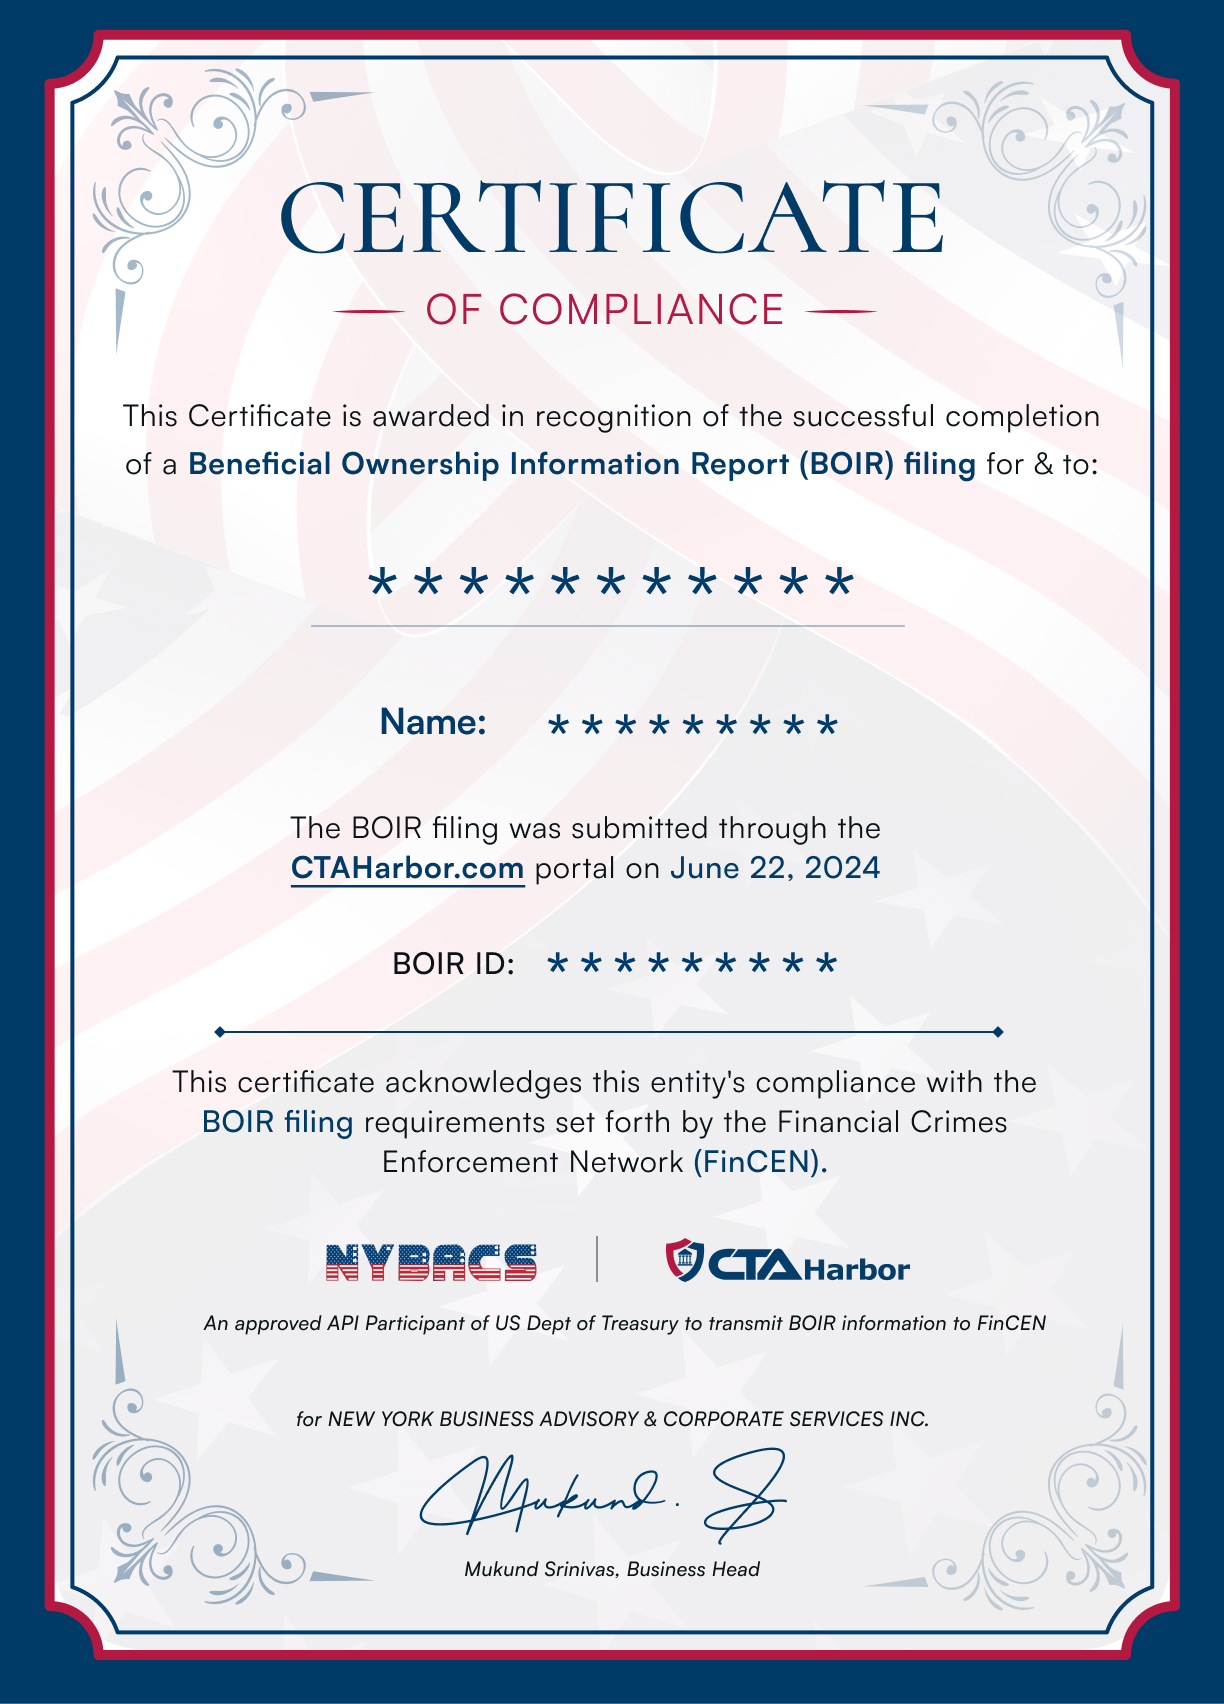 CERTIFICATE
OF COMPLIANCE
This Certificate is awarded in recognition of the successful completion
of a Beneficial Ownership Information Report (BOIR) filing for & to:
* * * * * * * * * * *
Name: * * * * * * * * *
The BOIR filing was submitted through the
CTAHarbor.com portal on June 22, 2024
BOIR ID: * * * * * * * * *
This certificate acknowledges this entity's compliance with the
BOIR filing requirements set forth by the Financial Crimes
Enforcement Network (FinCEN).
NYBACS | CTA Harbor
An approved API Participant of US Dept of Treasury to transmit BOIR information to FinCEN
for NEW YORK BUSINESS ADVISORY & CORPORATE SERVICES INC.
Mukund. S
Mukund Srinivas, Business Head